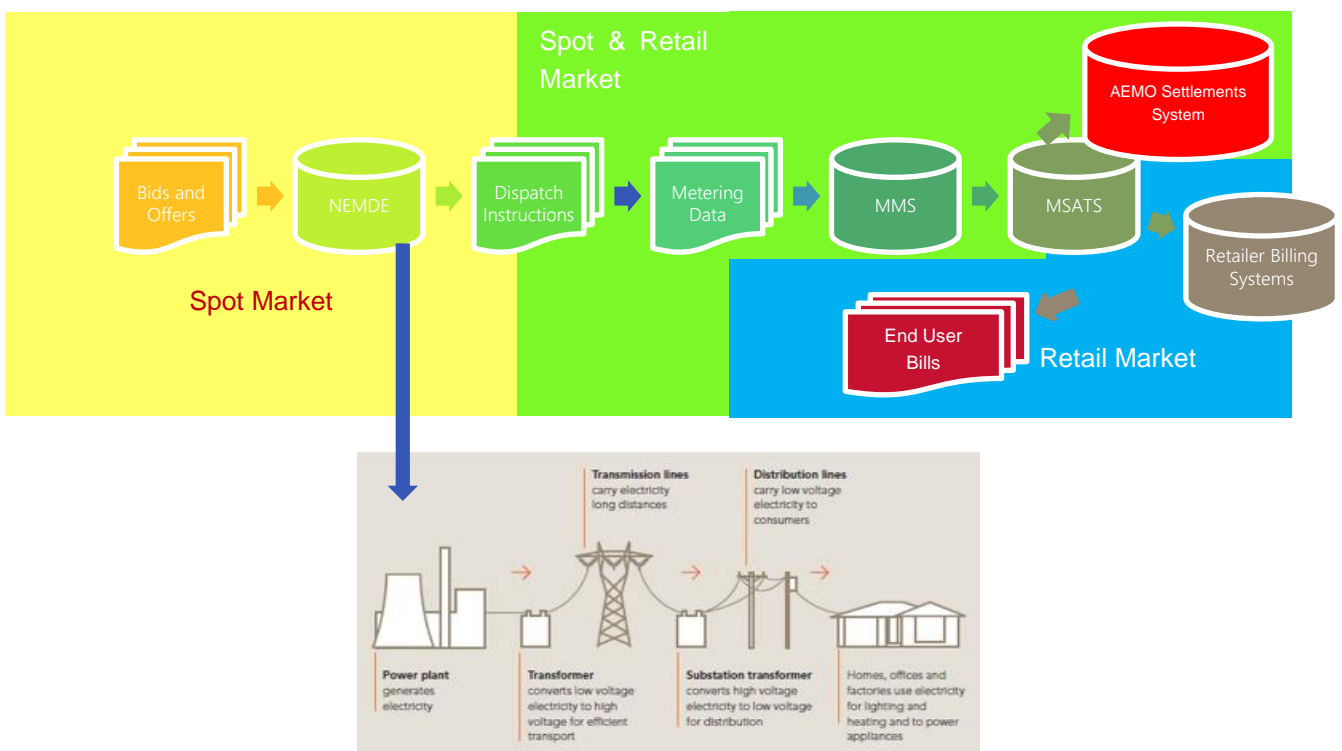 Spot & Retail
Market
AEMO Settlements
System
Bids and
Offers
NEMDE
Dispatch
Instructions
Metering
Data
MMS
MSATS
Retailer Billing
Systems
Spot Market
End User
Bills
Retail Market
Transmission lines
carry electricity
long distances
Distribution lines
carry low voltage
electricity to
consumers
Power plant
generates
electricity
Transformer
converts low voltage
electricity to high
voltage for efficient
transport
Substation transformer
converts high voltage
electricity to low voltage
for distribution
Homes, offices and
factories use electricity
for lighting and
heating and to power
appliances